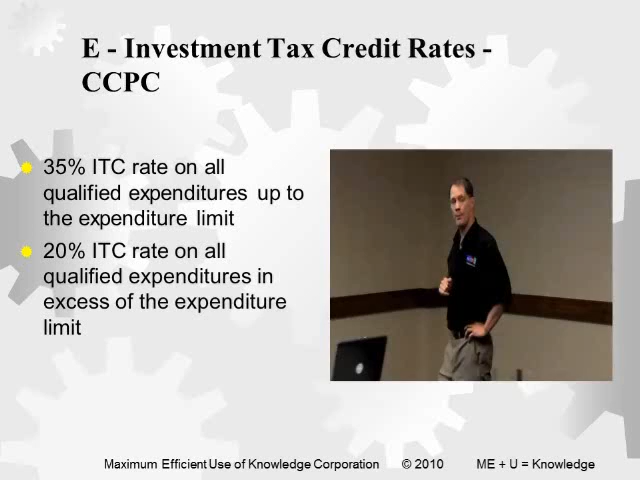 E - Investment Tax Credit Rates -
CCPC
35% ITC rate on all
qualified expenditures up to
the expenditure limit
20% ITC rate on all
qualified expenditures in
excess of the expenditure
limit
Maximum Efficient Use of Knowledge Corporation © 2010 ME + U = Knowledge